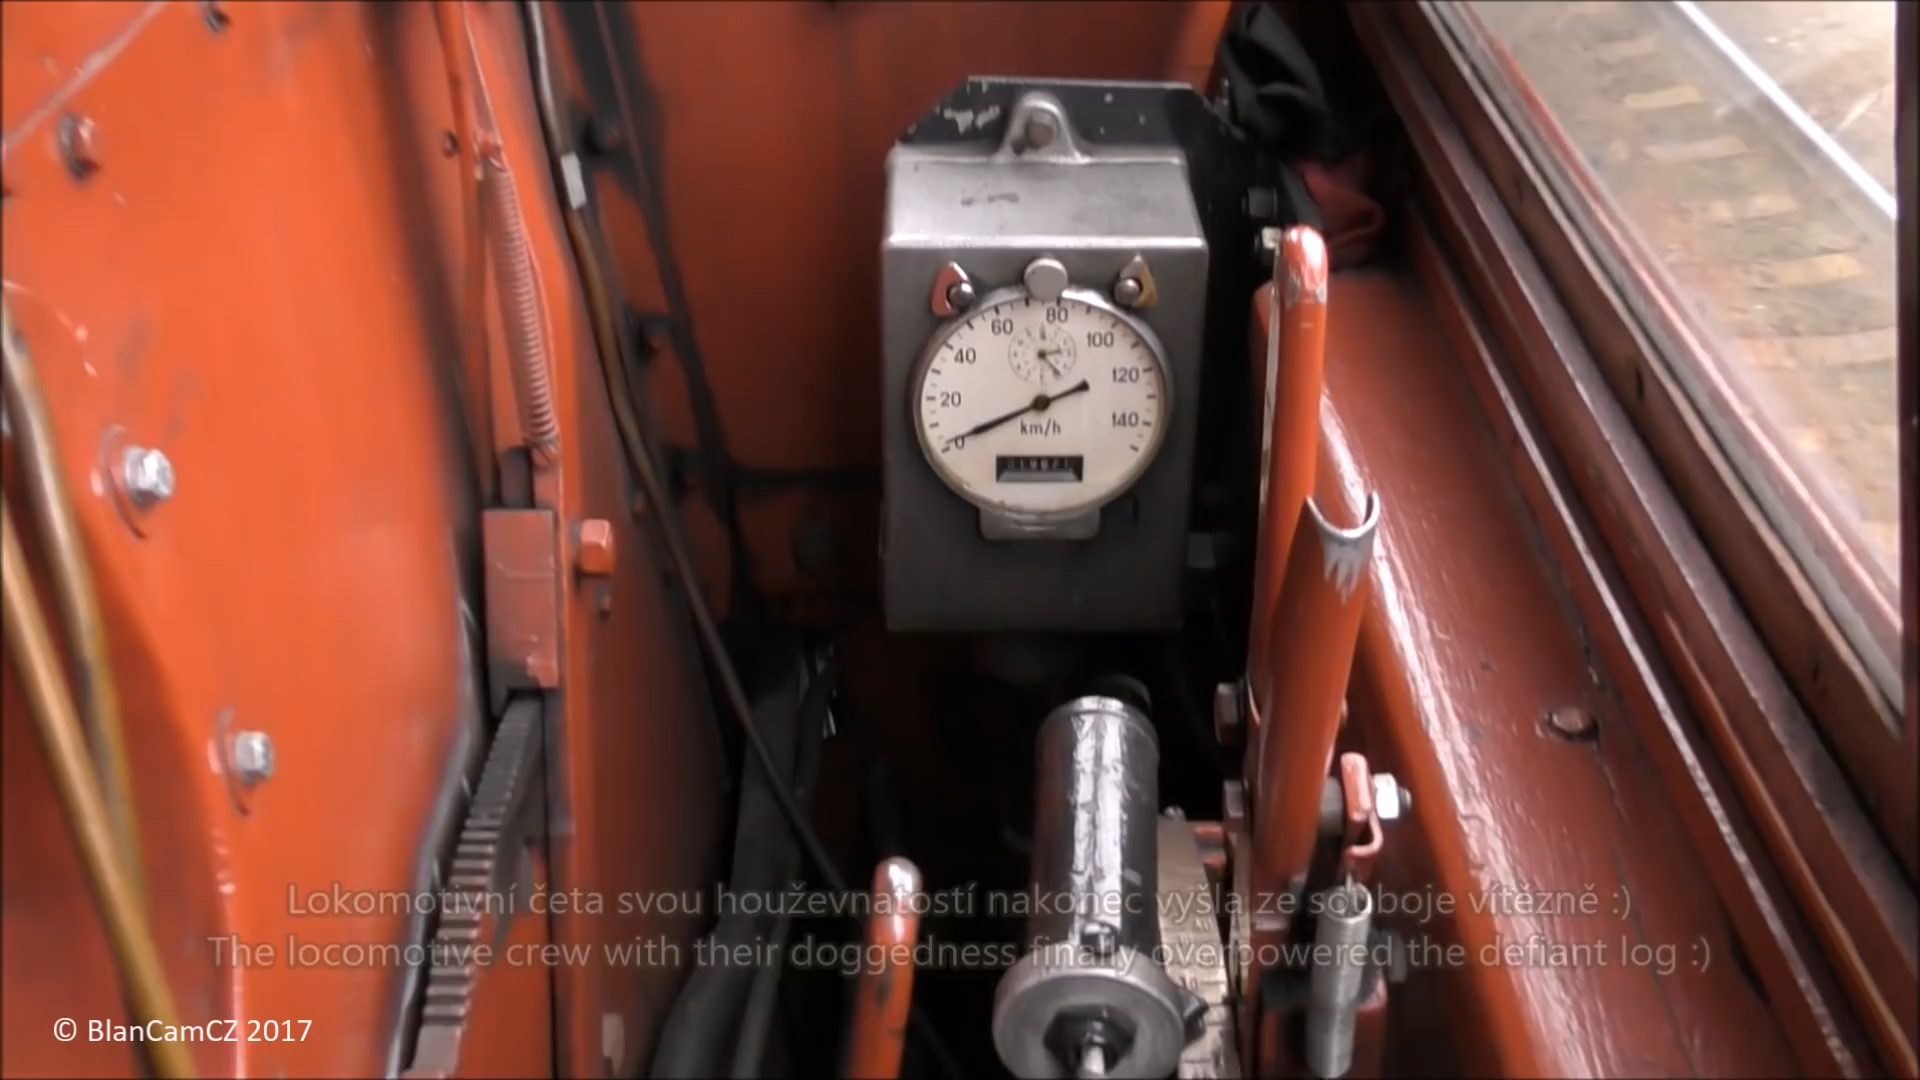 80
60
100
40
120
20
140
km/h
0
Lokomotivní četa svou houževnatostí nakonec vyšla ze souboje vítězně :)
The locomotive crew with their doggedness finally overpowered the defiant log :)
© BlanCamCZ 2017